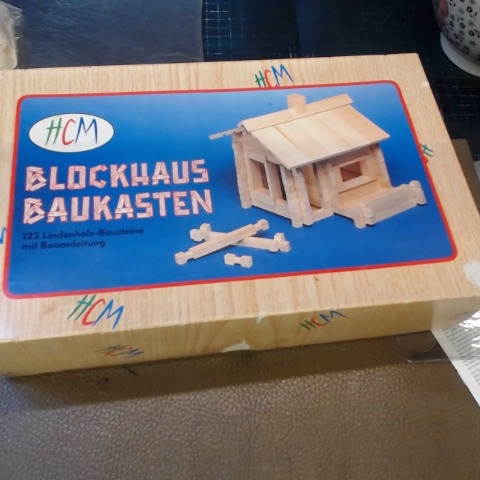 HCM
HCM
BLOCKHAUS
BAUKASTEN
122 Lindenholz-Bausteine
mit Bauanleitung
HCM
HCM
HCM